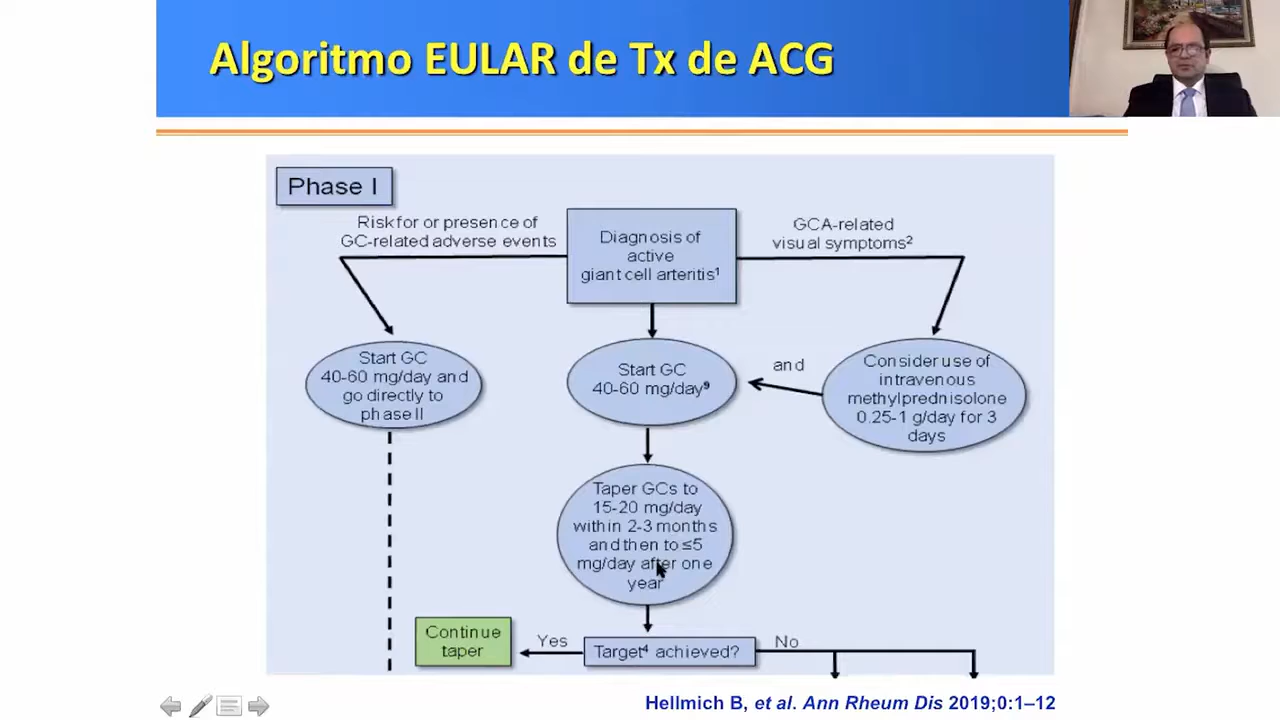 Algoritmo EULAR de Tx de ACG
Phase I
Risk for or presence of
GC-related adverse events
Diagnosis of
active
giant cell arteritis¹
GCA-related
visual symptoms²
Start GC
40-60 mg/day and
go directly to
phase II
Start GC
40-60 mg/day⁹
and
Consider use of
intravenous
methylprednisolone
0.25-1 g/day for 3
days
Taper GCs to
15-20 mg/day
within 2-3 months
and then to ≤5
mg/day after one
year
Continue
taper
Yes
Target⁴ achieved?
No
Hellmich B, et al. Ann Rheum Dis 2019;0:1–12